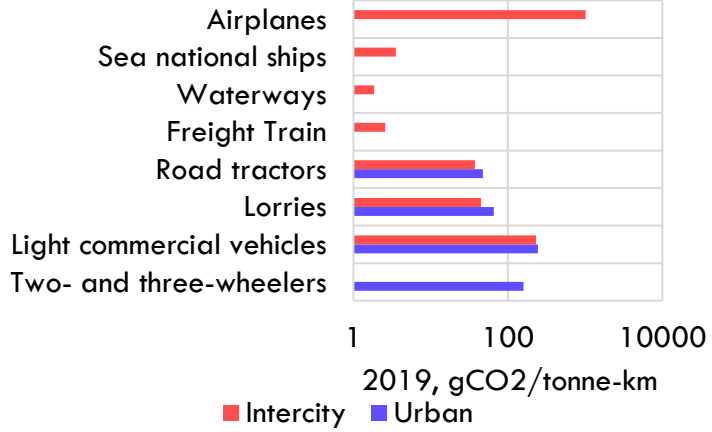 Airplanes
Sea national ships
Waterways
Freight Train
Road tractors
Lorries
Light commercial vehicles
Two- and three-wheelers
1 100 10000
2019, gCO2/tonne-km
Intercity Urban